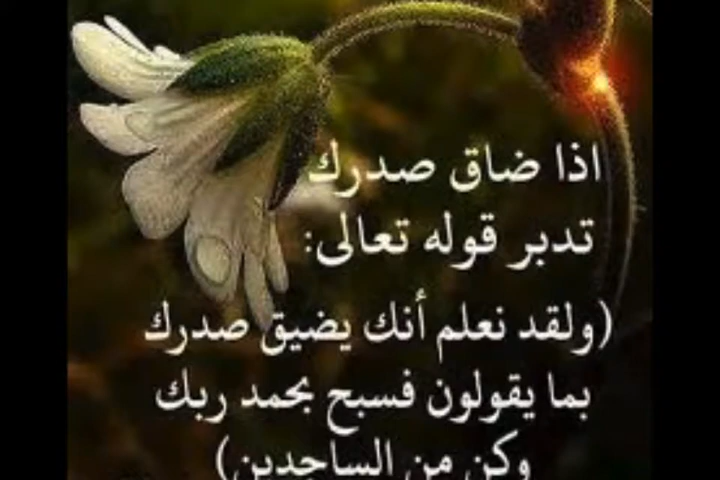 اذا ضاق صدرك
تدبر قوله تعالى:
(ولقد نعلم أنك يضيق صدرك
بما يقولون فسبح بحمد ربك
وكن من الساجدين)